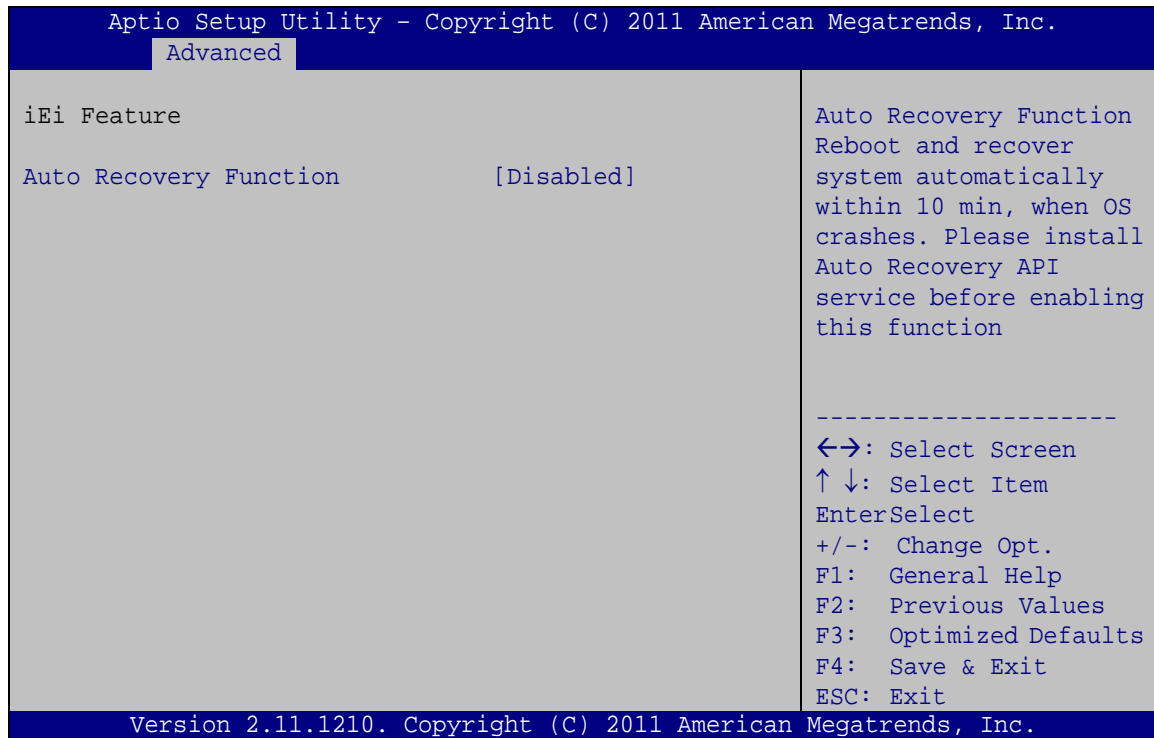 Aptio Setup Utility – Copyright (C) 2011 American Megatrends, Inc.
Advanced
iEi Feature
Auto Recovery Function [Disabled]
Auto Recovery Function
Reboot and recover
system automatically
within 10 min, when OS
crashes. Please install
Auto Recovery API
service before enabling
this function
---------------------
←→: Select Screen
↑ ↓: Select Item
EnterSelect
+/-: Change Opt.
F1: General Help
F2: Previous Values
F3: Optimized Defaults
F4: Save & Exit
ESC: Exit
Version 2.11.1210. Copyright (C) 2011 American Megatrends, Inc.